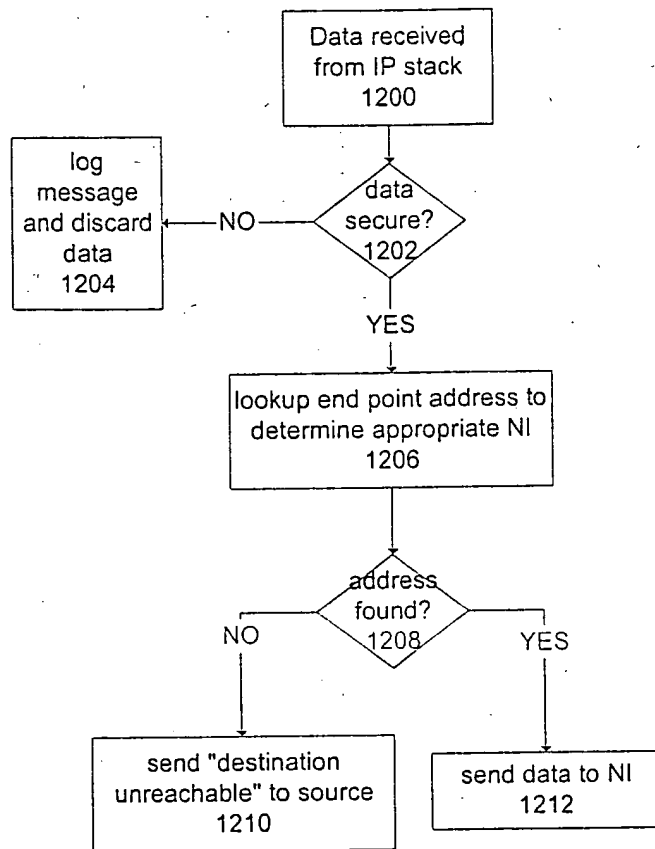 Data received
from IP stack
1200
log
message
and discard
data
1204
NO
data
secure?
1202
YES
lookup end point address to
determine appropriate NI
1206
address
found?
1208
NO
YES
send "destination
unreachable" to source
1210
send data to NI
1212